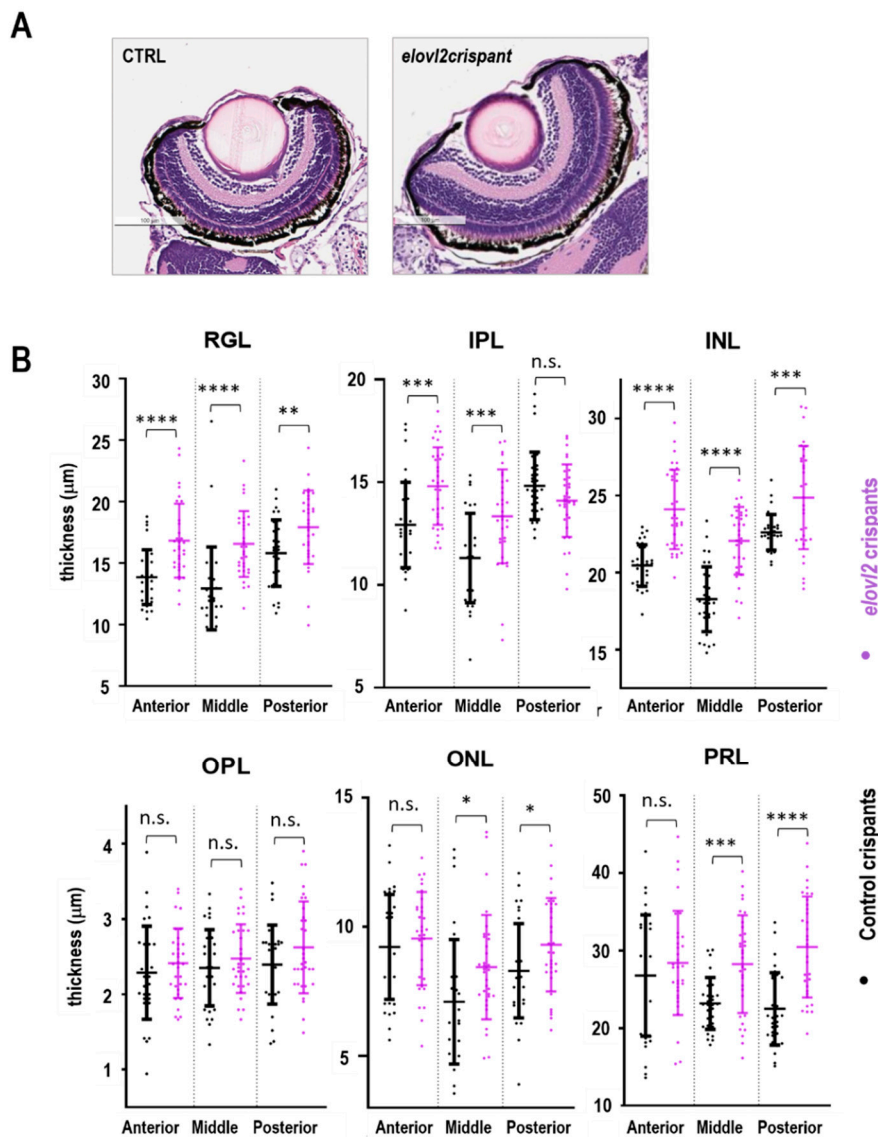 A
CTRL
elovl2crispant
100 µm
100 µm
B
RGL
IPL
INL
thickness (µm)
30
25
20
15
10
5
**** **** **
Anterior Middle Posterior
20
15
10
5
*** *** n.s.
Anterior Middle Posterior
30
25
20
15
**** **** ***
Anterior Middle Posterior
r
OPL
ONL
PRL
thickness (µm)
4
3
2
1
n.s. n.s. n.s.
Anterior Middle Posterior
15
10
5
n.s. * *
Anterior Middle Posterior
50
40
30
20
10
n.s. *** ****
Anterior Middle Posterior
• Control crispants • elovl2 crispants